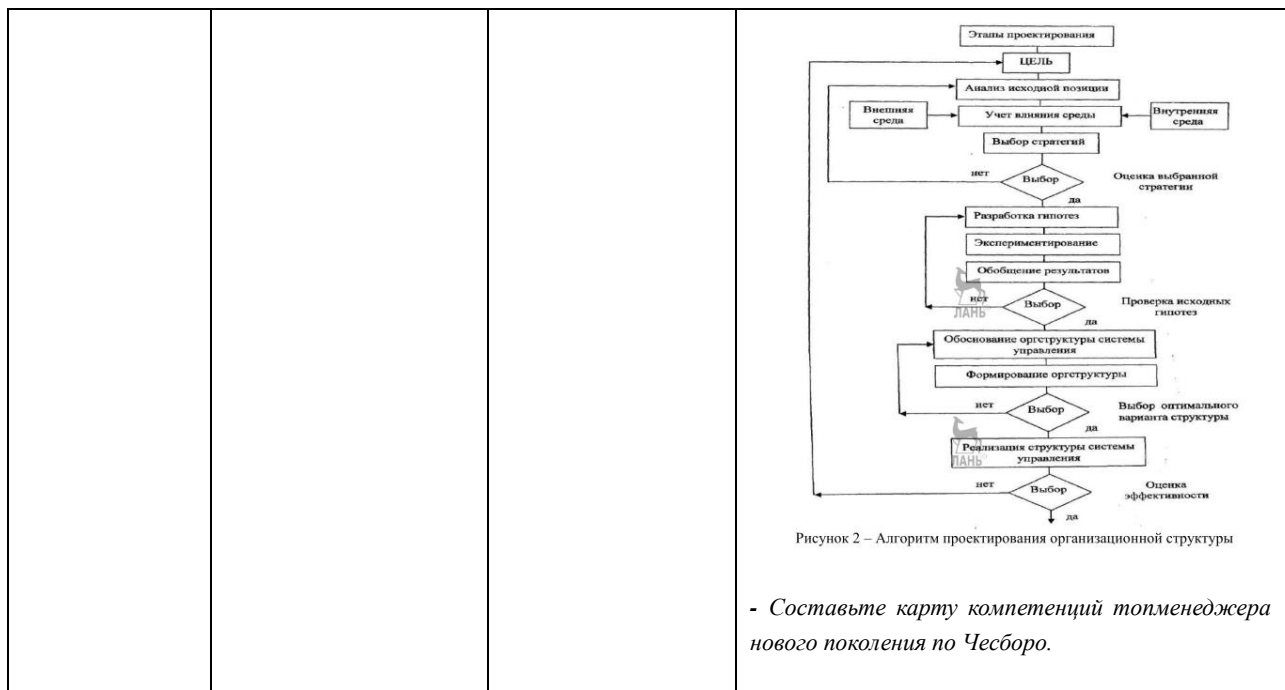 Этапы проектирования
ЦЕЛЬ
Анализ исходной позиции
Внешняя
среда
Учет влияния среды
Внутренняя
среда
Выбор стратегий
нет
Выбор
Оценка выбранной
стратегии
да
Разработка гипотез
Экспериментирование
Обобщение результатов
нет
ЛАНЬ
Выбор
Проверка исходных
гипотез
да
Обоснование оргструктуры системы
управления
Формирование оргструктуры
нет
Выбор
Выбор оптимального
варианта структуры
да
Реализация структуры системы
управления
ЛАНЬ
нет
Выбор
Оценка
эффективности
да
Рисунок 2 – Алгоритм проектирования организационной структуры
- Составьте карту компетенций топменеджера
нового поколения по Чесборо.